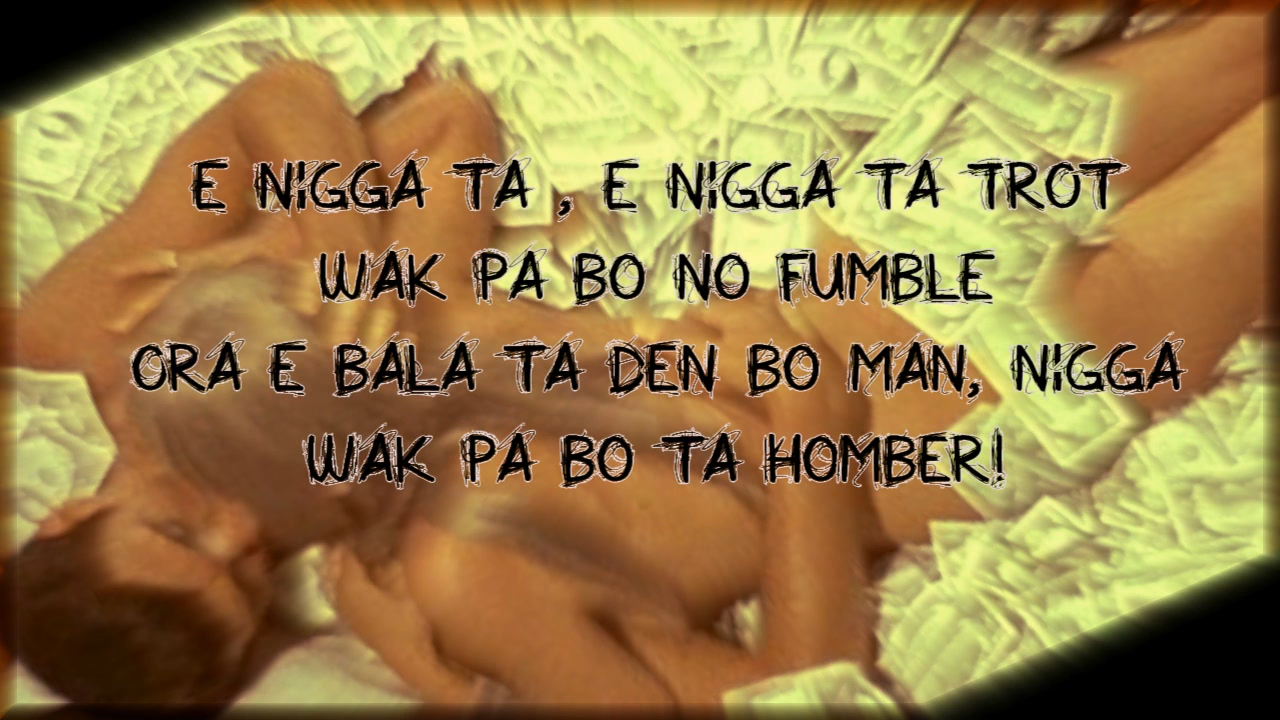 E NIGGA TA , E NIGGA TA TROT
WAK PA BO NO FUMBLE
ORA E BALA TA DEN BO MAN, NIGGA
WAK PA BO TA HOMBER!